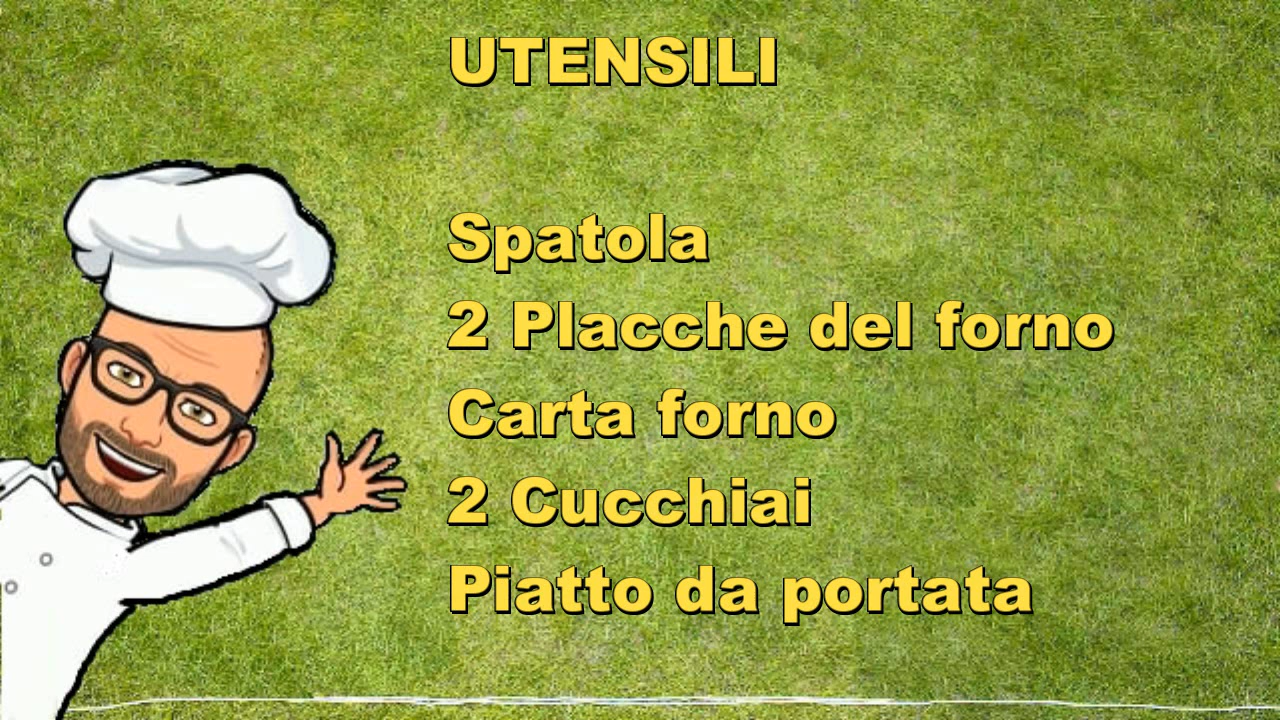 UTENSILI
Spatola
2 Placche del forno
Carta forno
2 Cucchiai
Piatto da portata